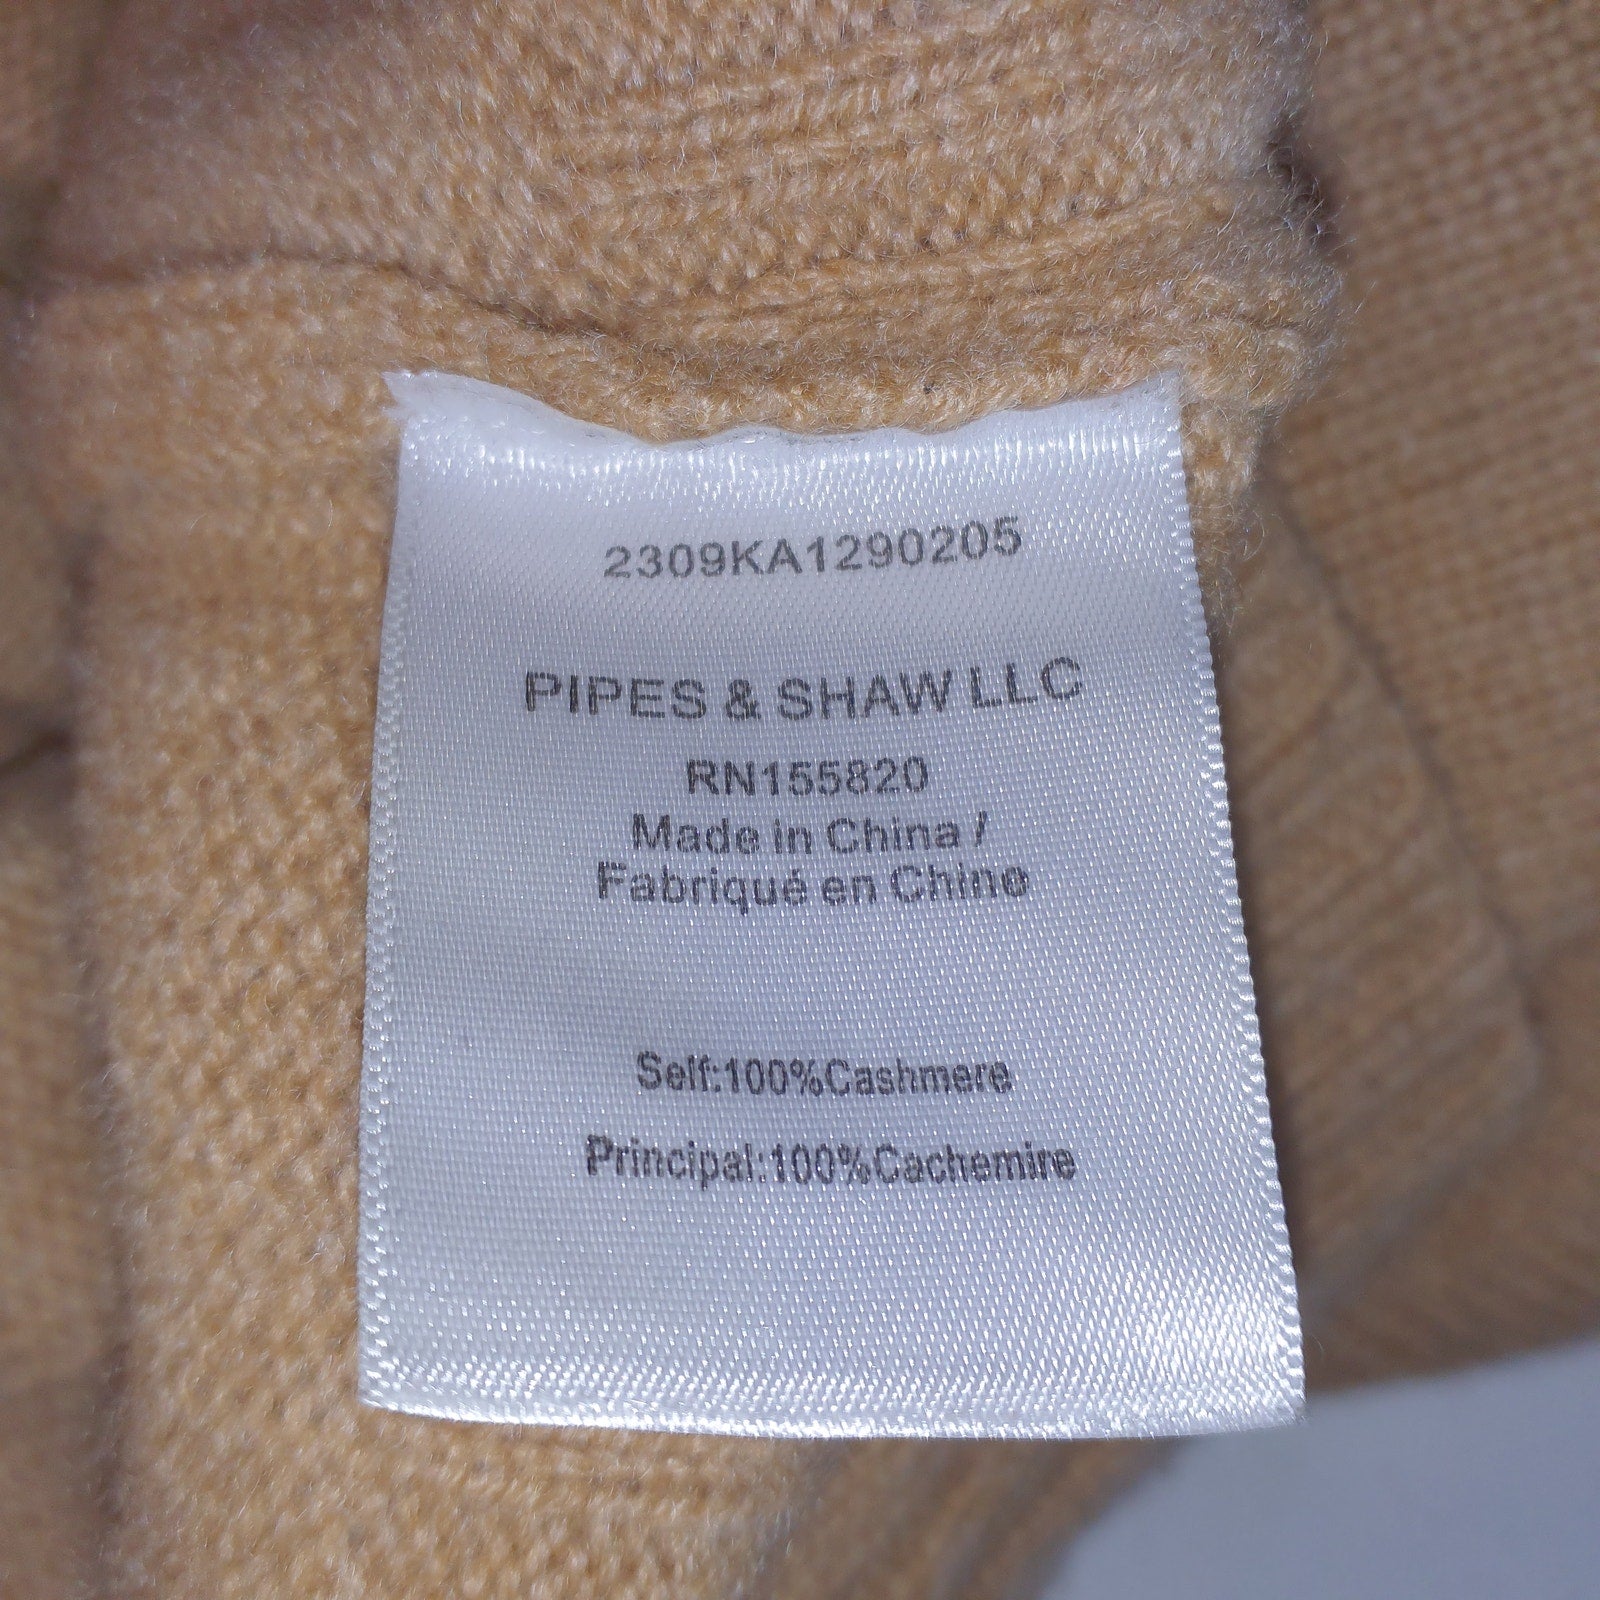 2309KA1290205
PIPES & SHAW LLC
RN155820
Made in China /
Fabriqué en Chine
Self:100%Cashmere
Principal:100%Cachemire